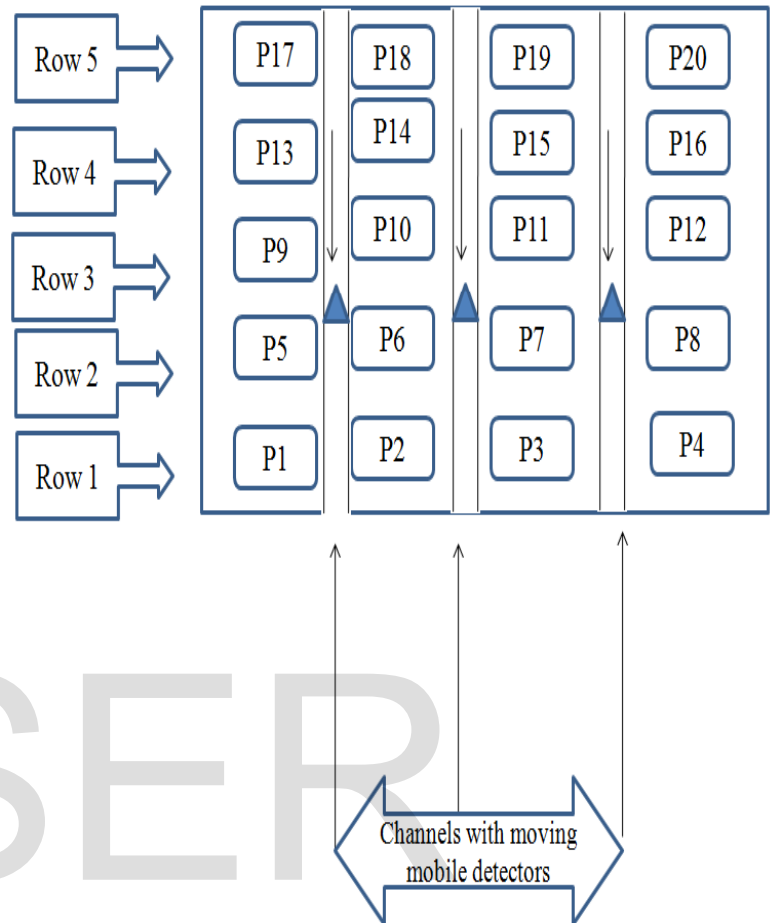 Row 5
P17
P18
P19
P20
Row 4
P13
P14
P15
P16
Row 3
P9
P10
P11
P12
Row 2
P5
P6
P7
P8
Row 1
P1
P2
P3
P4
SER
Channels with moving
mobile detectors